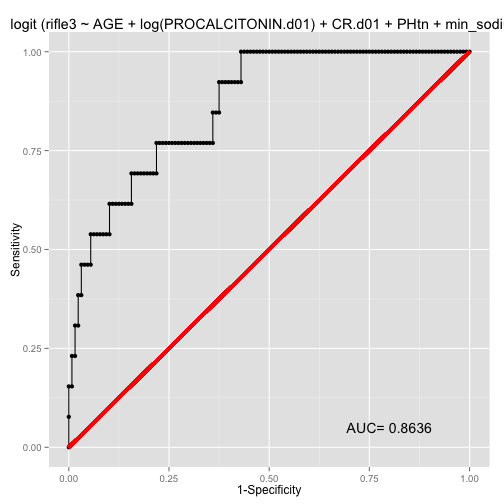 logit (rifle3 ~ AGE + log(PROCALCITONIN.d01) + CR.d01 + PHtn + min_sodi
1.00
0.75
0.50
0.25
0.00
Sensitivity
AUC= 0.8636
0.00 0.25 0.50 0.75 1.00
1-Specificity